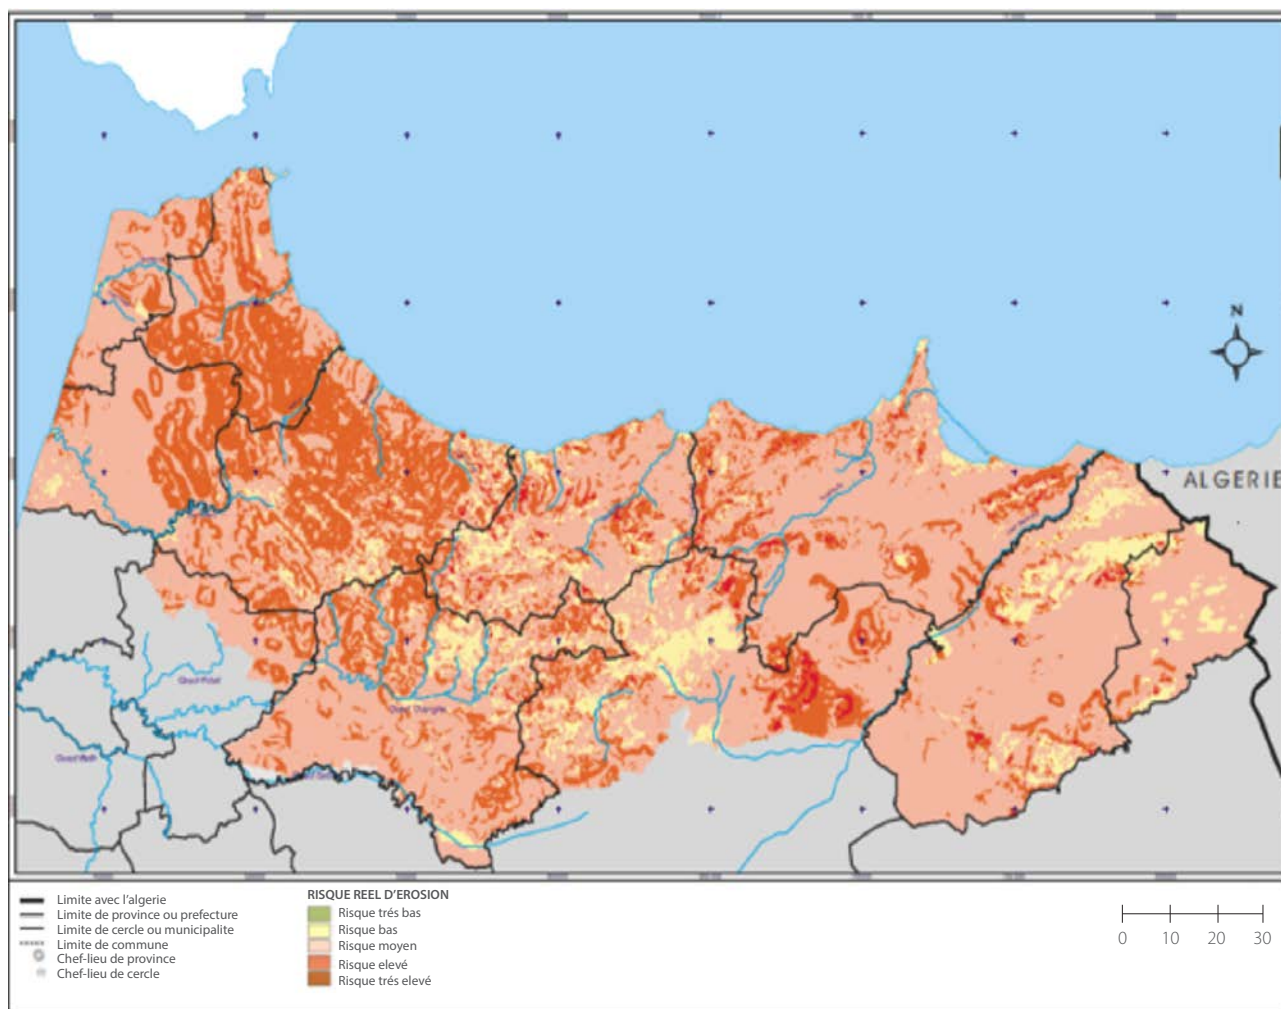 N
ALGERIE
Limite avec l'algerie
Limite de province ou prefecture
Limite de cercle ou municipalite
Limite de commune
Chef-lieu de province
Chef-lieu de cercle
RISQUE REEL D'EROSION
Risque trés bas
Risque bas
Risque moyen
Risque elevé
Risque trés elevé
0 10 20 30